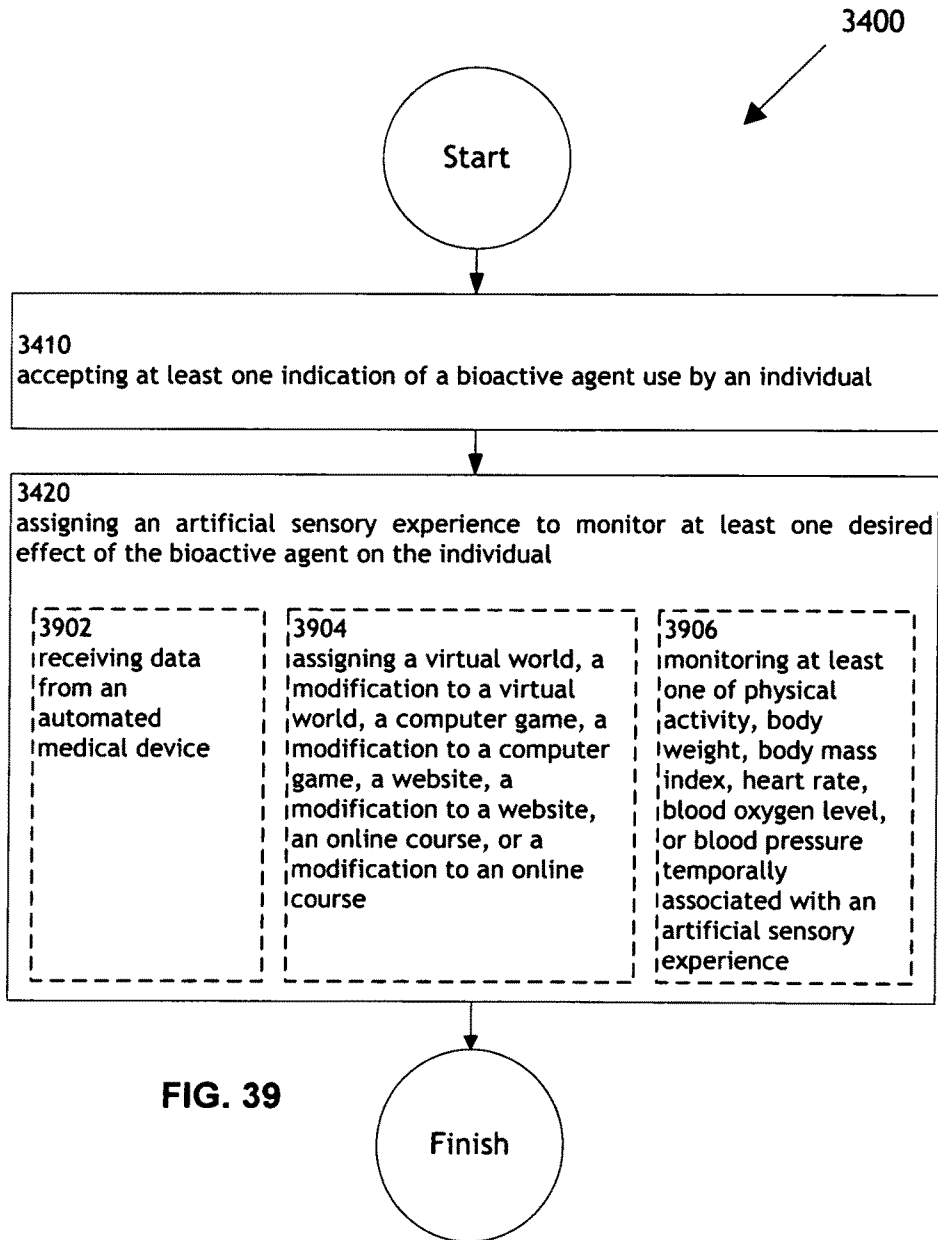 3400
Start
3410
accepting at least one indication of a bioactive agent use by an individual
3420
assigning an artificial sensory experience to monitor at least one desired
effect of the bioactive agent on the individual
3902
receiving data
from an
automated
medical device
3904
assigning a virtual world, a
modification to a virtual
world, a computer game, a
modification to a computer
game, a website, a
modification to a website,
an online course, or a
modification to an online
course
3906
monitoring at least
one of physical
activity, body
weight, body mass
index, heart rate,
blood oxygen level,
or blood pressure
temporally
associated with an
artificial sensory
experience
FIG. 39
Finish